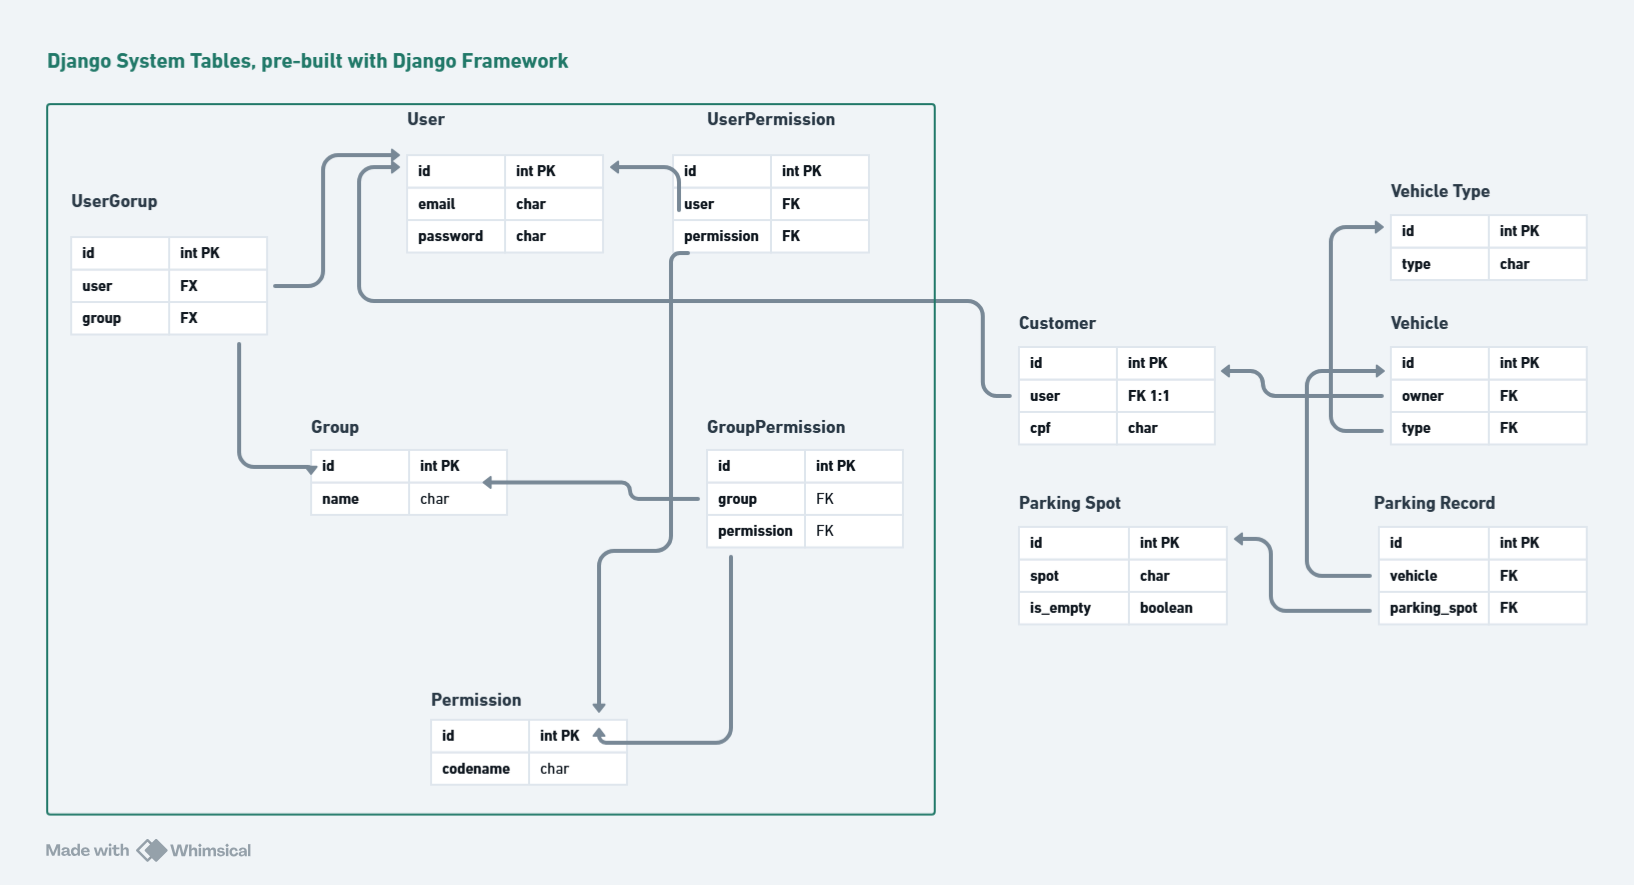 Django System Tables, pre-built with Django Framework
User
id int PK
email char
password char
UserPermission
id int PK
user FK
permission FK
UserGorup
id int PK
user FX
group FX
Group
id int PK
name char
GroupPermission
id int PK
group FK
permission FK
Permission
id int PK
codename char
Customer
id int PK
user FK 1:1
cpf char
Vehicle Type
id int PK
type char
Vehicle
id int PK
owner FK
type FK
Parking Spot
id int PK
spot char
is_empty boolean
Parking Record
id int PK
vehicle FK
parking_spot FK
Made with Whimsical